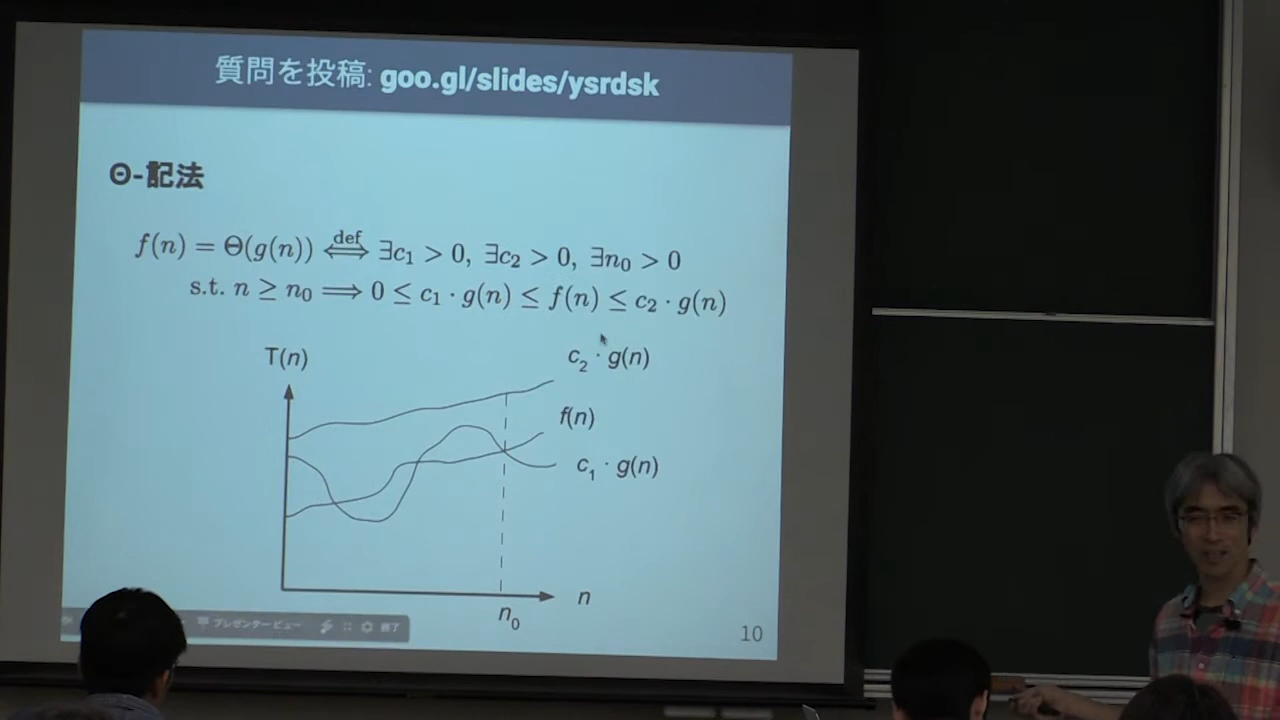 質問を投稿: goo.gl/slides/ysrdsk
Θ-記法
f(n) = Θ(g(n)) ⟺ def ∃c₁ > 0, ∃c₂ > 0, ∃n₀ > 0
s.t. n ≥ n₀ ⟹ 0 ≤ c₁ · g(n) ≤ f(n) ≤ c₂ · g(n)
T(n)
c₂ · g(n)
f(n)
c₁ · g(n)
n
n₀
プレゼンター ビュー 終了
10